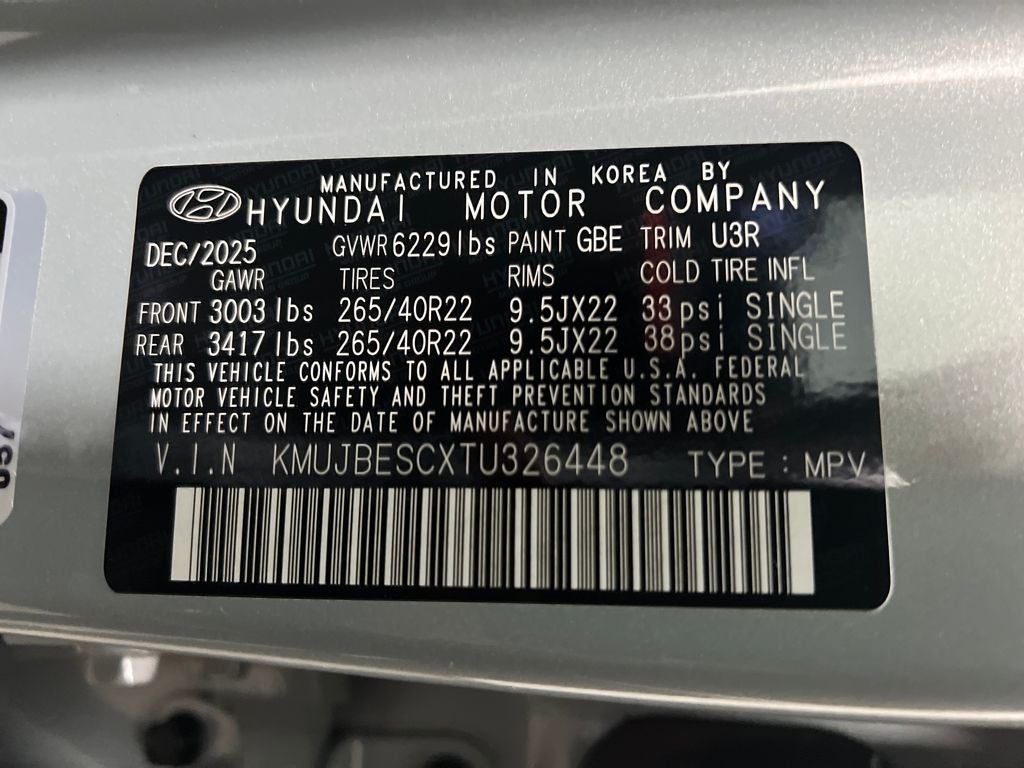 MANUFACTURED IN KOREA BY
HYUNDAI MOTOR COMPANY
DEC/2025 GVWR 6229 lbs PAINT GBE TRIM U3R
GAWR TIRES RIMS COLD TIRE INFL
FRONT 3003 lbs 265/40R22 9.5JX22 33 psi SINGLE
REAR 3417 lbs 265/40R22 9.5JX22 38 psi SINGLE
THIS VEHICLE CONFORMS TO ALL APPLICABLE U.S.A. FEDERAL
MOTOR VEHICLE SAFETY AND THEFT PREVENTION STANDARDS
IN EFFECT ON THE DATE OF MANUFACTURE SHOWN ABOVE
V.I.N KMUJBESCXTU326448 TYPE : MPV